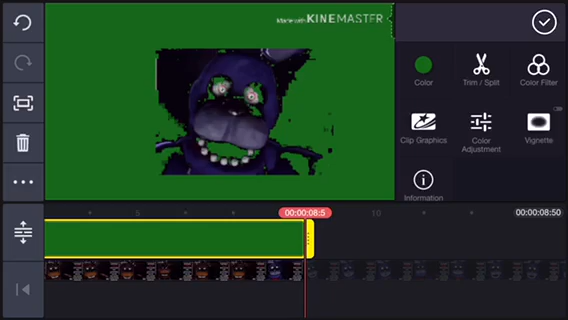 Made with KINEMASTER
Color
Trim / Split
Color Filter
Clip Graphics
Color
Adjustment
Vignette
Information
5
00:00:08:5
10
00:00:08:50